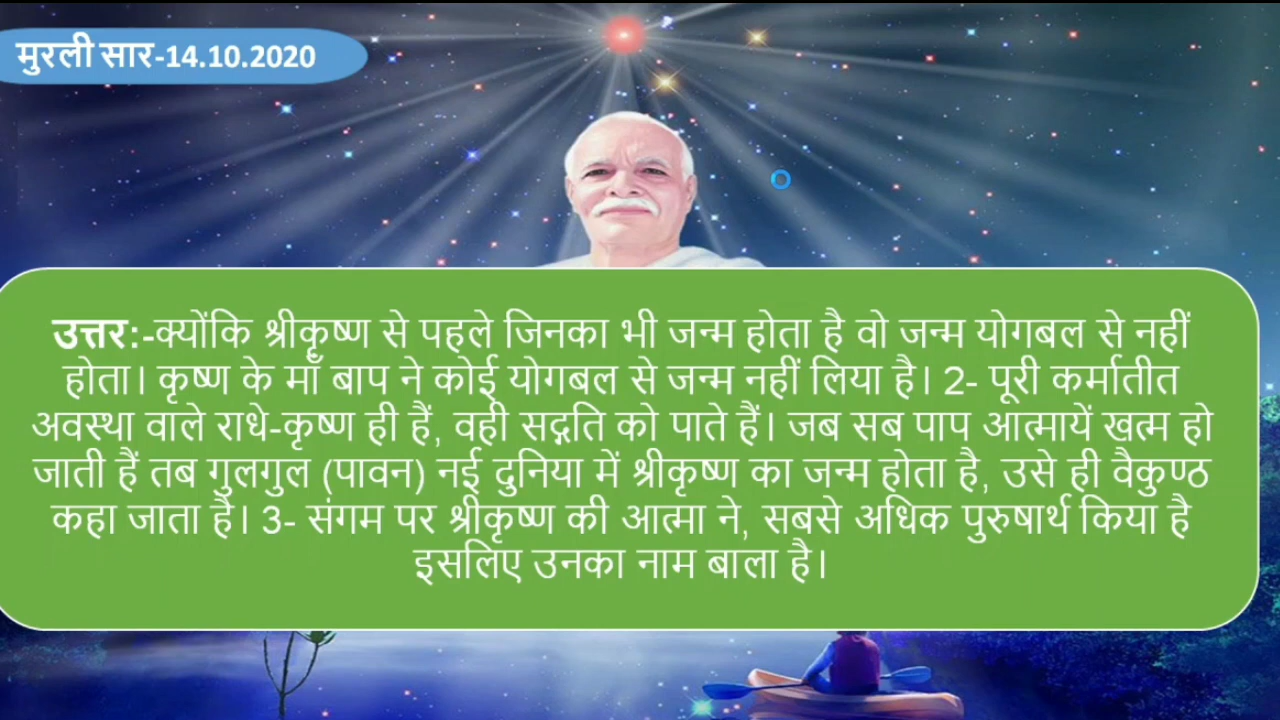 मुरली सार-14.10.2020
उत्तर:-क्योंकि श्रीकृष्ण से पहले जिनका भी जन्म होता है वो जन्म योगबल से नहीं
होता। कृष्ण के माँ बाप ने कोई योगबल से जन्म नहीं लिया है। 2- पूरी कर्मातीत
अवस्था वाले राधे-कृष्ण ही हैं, वही सद्गति को पाते हैं। जब सब पाप आत्मायें खत्म हो
जाती हैं तब गुलगुल (पावन) नई दुनिया में श्रीकृष्ण का जन्म होता है, उसे ही वैकुण्ठ
कहा जाता है। 3- संगम पर श्रीकृष्ण की आत्मा ने, सबसे अधिक पुरुषार्थ किया है
इसलिए उनका नाम बाला है।